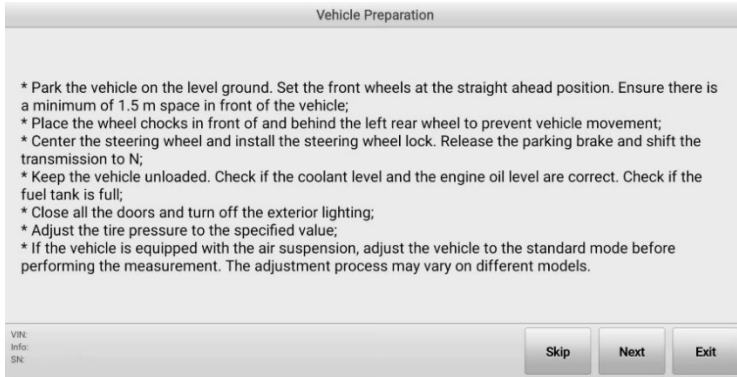 Vehicle Preparation
* Park the vehicle on the level ground. Set the front wheels at the straight ahead position. Ensure there is
a minimum of 1.5 m space in front of the vehicle;
* Place the wheel chocks in front of and behind the left rear wheel to prevent vehicle movement;
* Center the steering wheel and install the steering wheel lock. Release the parking brake and shift the
transmission to N;
* Keep the vehicle unloaded. Check if the coolant level and the engine oil level are correct. Check if the
fuel tank is full;
* Close all the doors and turn off the exterior lighting;
* Adjust the tire pressure to the specified value;
* If the vehicle is equipped with the air suspension, adjust the vehicle to the standard mode before
performing the measurement. The adjustment process may vary on different models.
VIN:
Info:
SN:
Skip
Next
Exit